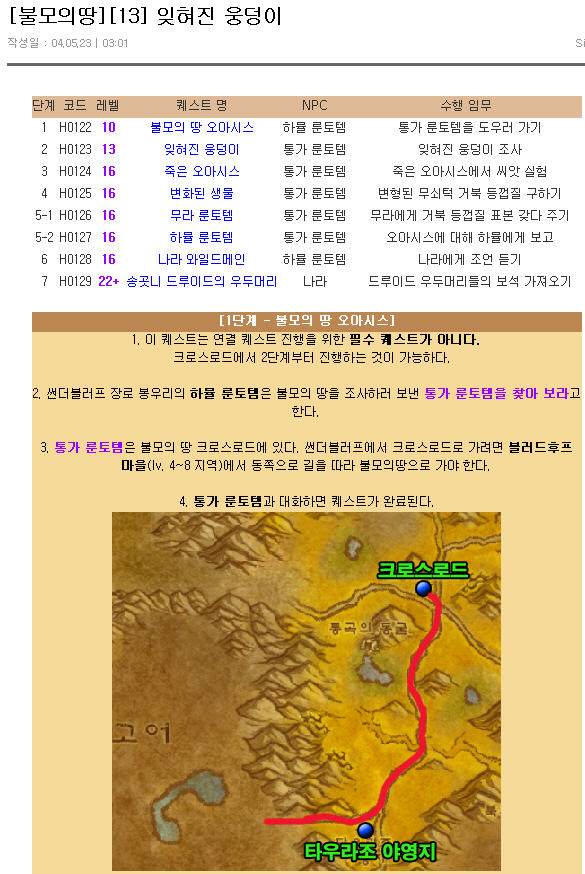 [불모의땅][13] 잊혀진 웅덩이
작성일 : 04.05.23 | 03:01
Si
단계 코드 레벨 퀘스트 명 NPC 수행 임무
1 H0122 10 불모의 땅 오아시스 하뮬 룬토템 통가 룬토템을 도우러 가기
2 H0123 13 잊혀진 웅덩이 통가 룬토템 잊혀진 웅덩이 조사
3 H0124 16 죽은 오아시스 통가 룬토템 죽은 오아시스에서 씨앗 실험
4 H0125 16 변화된 생물 통가 룬토템 변형된 무쇠턱 거북 등껍질 구하기
5-1 H0126 16 무라 룬토템 통가 룬토템 무라에게 거북 등껍질 표본 갖다 주기
5-2 H0127 16 하뮬 룬토템 통가 룬토템 오아시스에 대해 하뮬에게 보고
6 H0128 16 나라 와일드메인 하뮬 룬토템 나라에게 조언 듣기
7 H0129 22+ 송곳니 드루이드의 우두머리 나라 드루이드 우두머리들의 보석 가져오기
[1단계 - 불모의 땅 오아시스]
1. 이 퀘스트는 연결 퀘스트 진행을 위한 필수 퀘스트가 아니다.
크로스로드에서 2단계부터 진행하는 것이 가능하다.
2. 썬더블러프 장로 봉우리의 하뮬 룬토템은 불모의 땅을 조사하러 보낸 통가 룬토템을 찾아 보라고
한다.
3. 통가 룬토템은 불모의 땅 크로스로드에 있다. 썬더블러프에서 크로스로드로 가려면 블러드후프
마을(lv. 4~8 지역)에서 동쪽으로 길을 따라 불모의땅으로 가야 한다.
4. 통가 룬토템과 대화하면 퀘스트가 완료된다.
크로스로드
통곡의 동굴
고어
타우라조 야영지